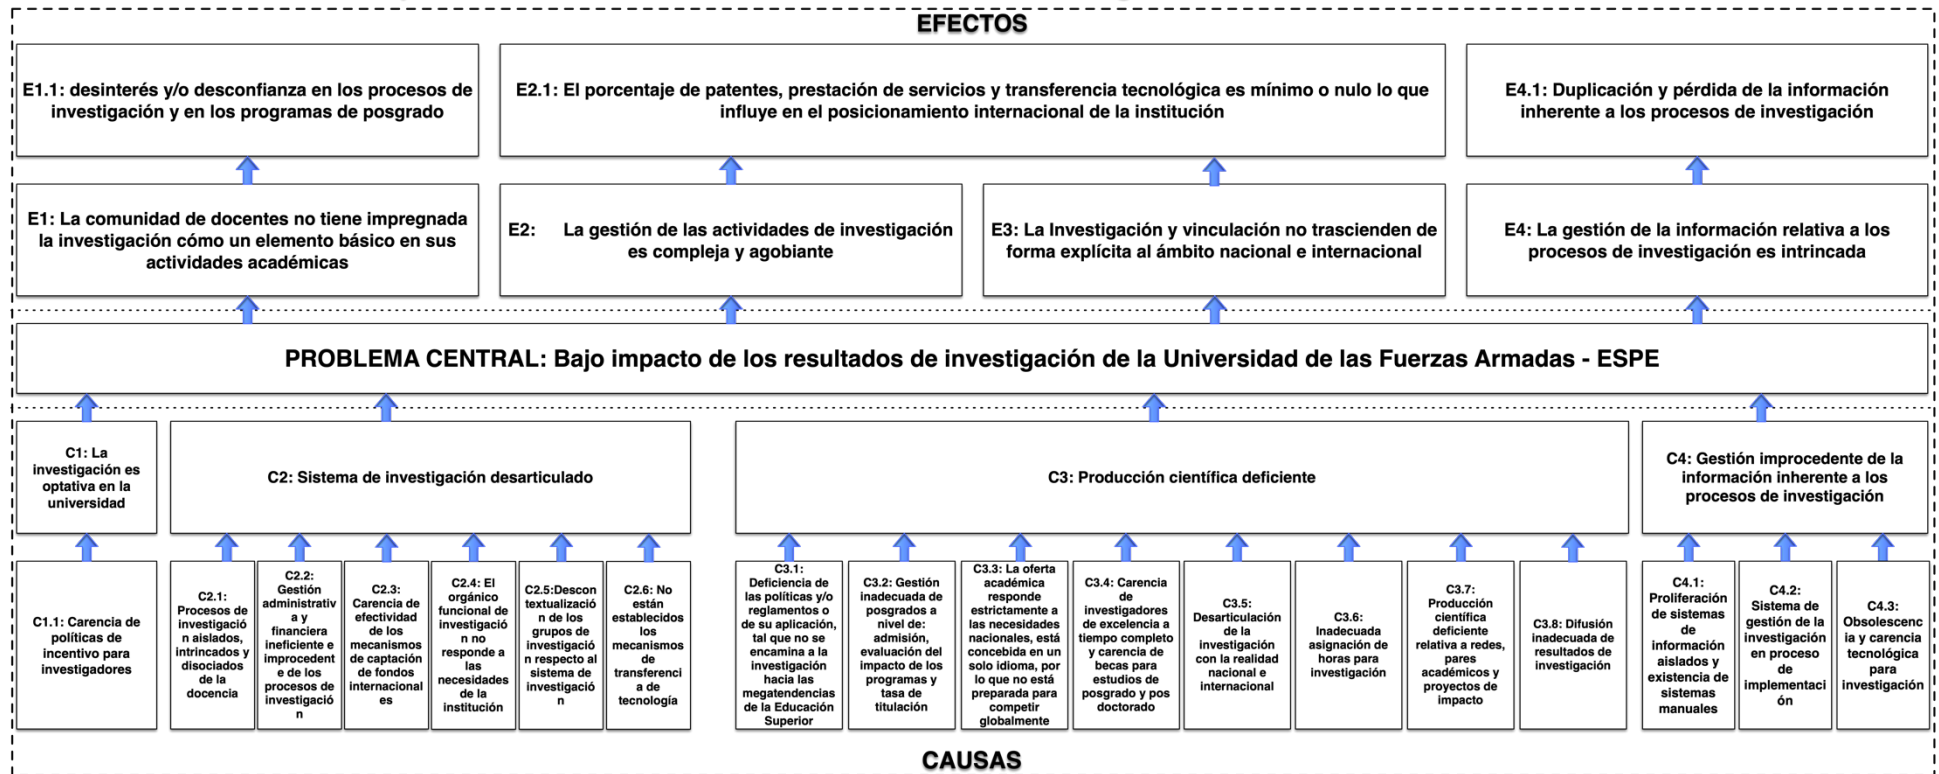 EFECTOS
E1.1: desinterés y/o desconfianza en los procesos de
investigación y en los programas de posgrado
E2.1: El porcentaje de patentes, prestación de servicios y transferencia tecnológica es mínimo o nulo lo que
influye en el posicionamiento internacional de la institución
E4.1: Duplicación y pérdida de la información
inherente a los procesos de investigación
E1: La comunidad de docentes no tiene impregnada
la investigación cómo un elemento básico en sus
actividades académicas
E2: La gestión de las actividades de investigación
es compleja y agobiante
E3: La Investigación y vinculación no trascienden de
forma explícita al ámbito nacional e internacional
E4: La gestión de la información relativa a los
procesos de investigación es intrincada
PROBLEMA CENTRAL: Bajo impacto de los resultados de investigación de la Universidad de las Fuerzas Armadas - ESPE
C1: La
investigación es
optativa en la
universidad
C2: Sistema de investigación desarticulado
C3: Producción científica deficiente
C4: Gestión improcedente de la
información inherente a los
procesos de investigación
C1.1: Carencia de
políticas de
incentivo para
investigadores
C2.1:
Procesos de
investigació
n aislados,
intrincados y
disociados
de la
docencia
C2.2:
Gestión
administrativ
a y
financiera
ineficiente e
improcedent
e de los
procesos de
investigació
n
C2.3:
Carencia de
efectividad
de los
mecanismos
de captación
de fondos
internacional
es
C2.4: El
orgánico
funcional de
investigació
n no
responde a
las
necesidades
de la
institución
C2.5:Descon
textualizació
n de los
grupos de
investigació
n respecto al
sistema de
investigació
n
C2.6: No
están
establecidos
los
mecanismos
de
transferenci
a de
tecnología
C3.1:
Deficiencia de
las políticas y/o
reglamentos o
de su aplicación,
tal que no se
encamina a la
investigación
hacia las
megatendencias
de la Educación
Superior
C3.2: Gestión
inadecuada de
posgrados a
nivel de:
admisión,
evaluación del
impacto de los
programas y
tasa de
titulación
C3.3: La oferta
académica
responde
estrictamente a
las necesidades
nacionales, está
concebida en un
solo idioma, por
lo que no está
preparada para
competir
globalmente
C3.4: Carencia
de
investigadores
de excelencia a
tiempo completo
y carencia de
becas para
estudios de
posgrado y pos
doctorado
C3.5:
Desarticulación
de la
investigación
con la realidad
nacional e
internacional
C3.6:
Inadecuada
asignación de
horas para
investigación
C3.7:
Producción
científica
deficiente
relativa a redes,
pares
académicos y
proyectos de
impacto
C3.8: Difusión
inadecuada de
resultados de
investigación
C4.1:
Proliferación
de sistemas
de
información
aislados y
existencia de
sistemas
manuales
C4.2:
Sistema de
gestión de la
investigación
en proceso
de
implementaci
ón
C4.3:
Obsolescenc
ia y carencia
tecnológica
para
investigación
CAUSAS